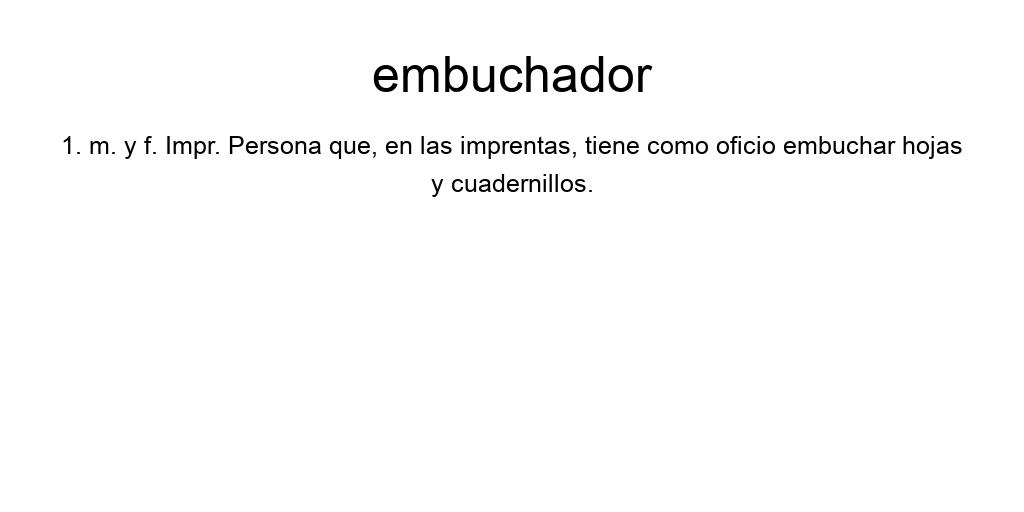 embuchador
1. m. y f. Impr. Persona que, en las imprentas, tiene como oficio embuchar hojas
y cuadernillos.